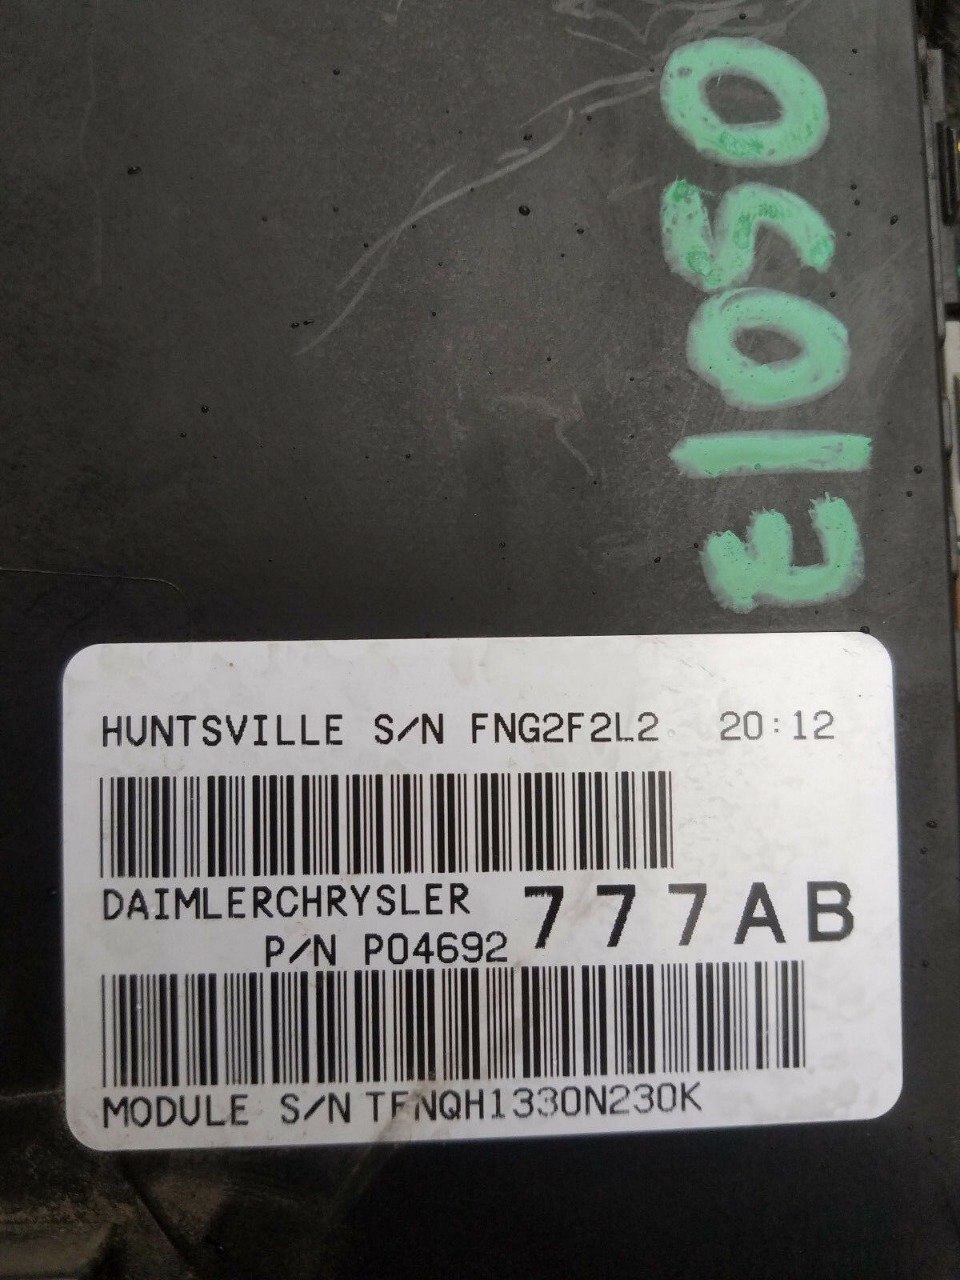 E1050
HUNTSVILLE S/N FNG2F2L2 20:12
DAIMLERCHRYSLER 777AB
P/N P04692
MODULE S/N TFNQH1330N230K